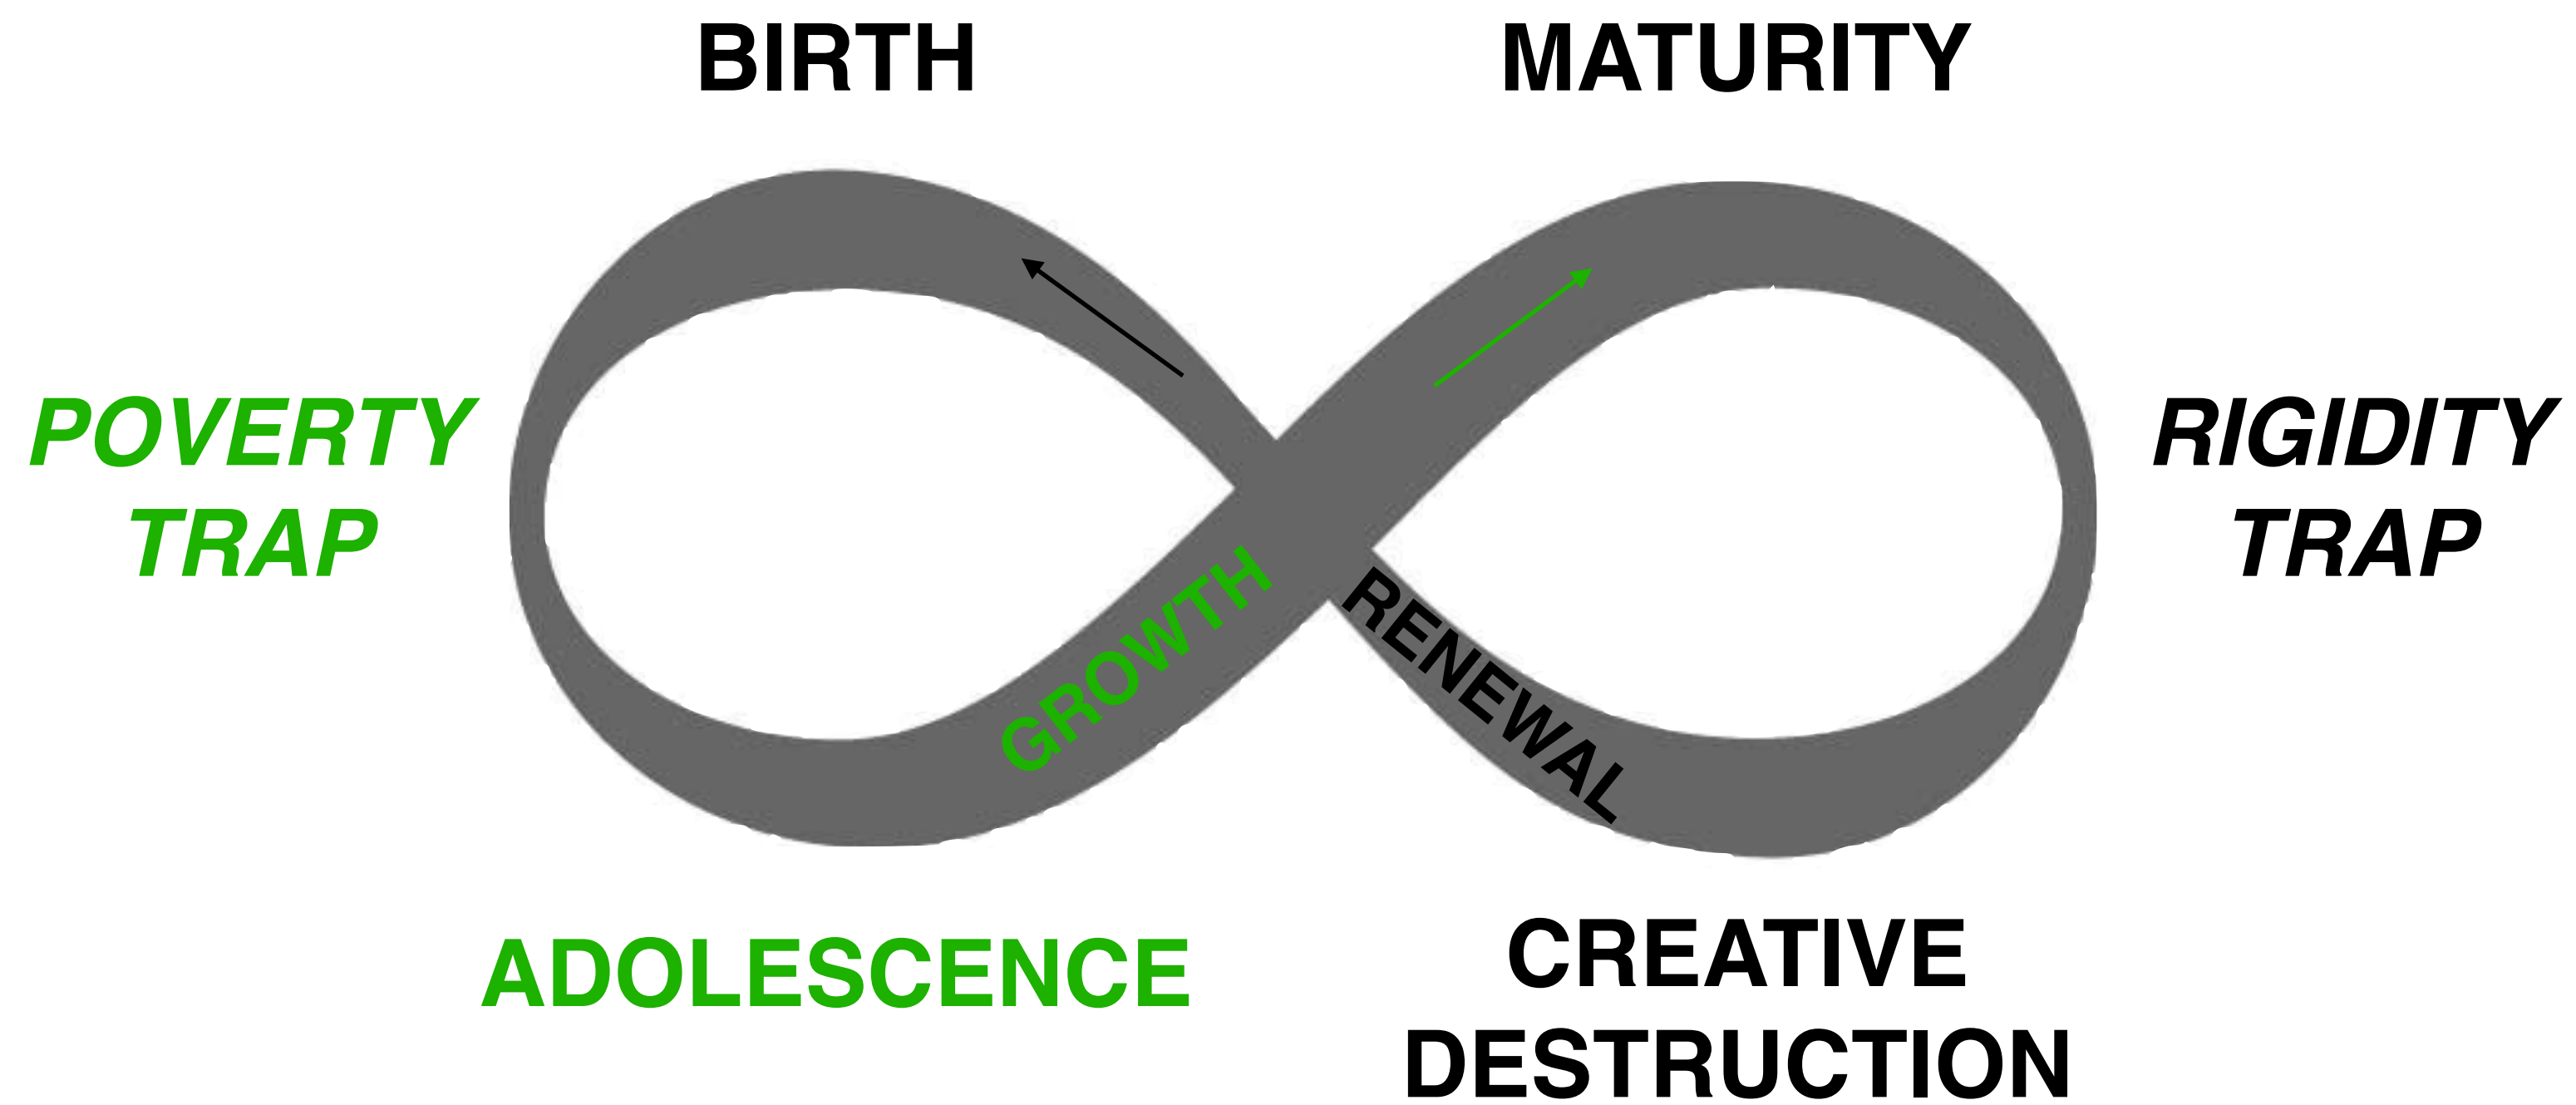 BIRTH
MATURITY
POVERTY
TRAP
RIGIDITY
TRAP
GROWTH
RENEWAL
ADOLESCENCE
CREATIVE
DESTRUCTION